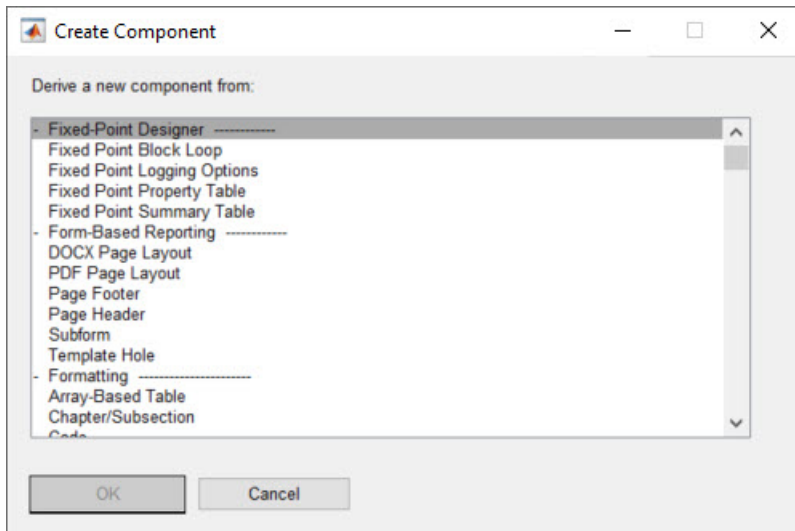 Create Component
Derive a new component from:
- Fixed-Point Designer ------------
Fixed Point Block Loop
Fixed Point Logging Options
Fixed Point Property Table
Fixed Point Summary Table
- Form-Based Reporting ------------
DOCX Page Layout
PDF Page Layout
Page Footer
Page Header
Subform
Template Hole
- Formatting ----------------------
Array-Based Table
Chapter/Subsection
Code
OK Cancel